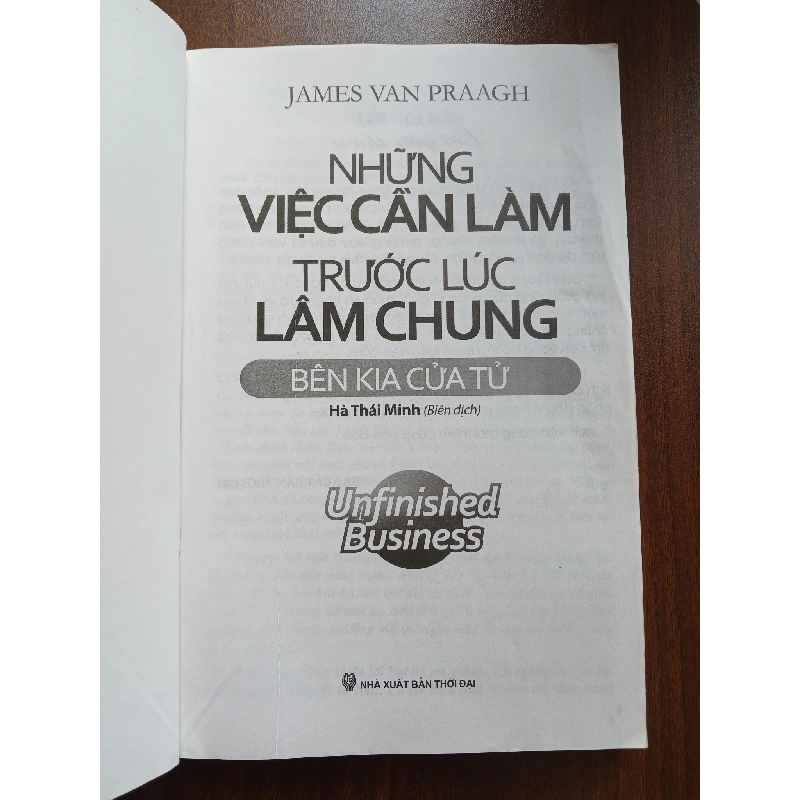 JAMES VAN PRAAGH
NHỮNG
VIỆC CẦN LÀM
TRƯỚC LÚC
LÂM CHUNG
BÊN KIA CỬA TỬ
Hà Thái Minh (Biên dịch)
Unfinished
Business
NHÀ XUẤT BẢN THỜI ĐẠI